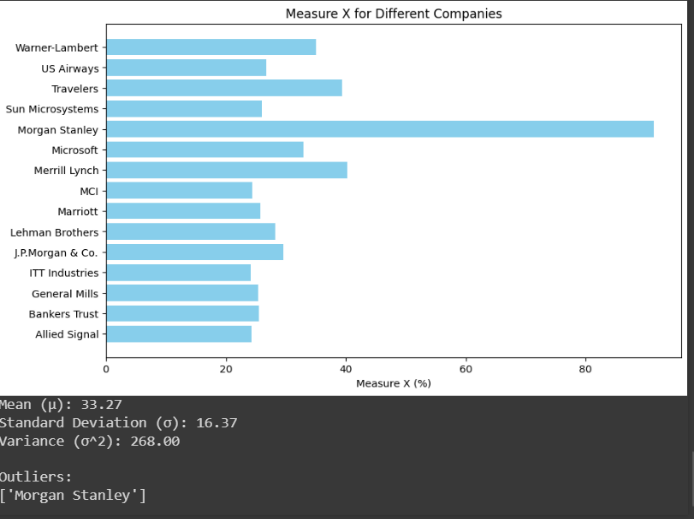 Measure X for Different Companies
Warner-Lambert
US Airways
Travelers
Sun Microsystems
Morgan Stanley
Microsoft
Merrill Lynch
MCI
Marriott
Lehman Brothers
J.P.Morgan & Co.
ITT Industries
General Mills
Bankers Trust
Allied Signal
0 20 40 60 80
Measure X (%)
Mean (μ): 33.27
Standard Deviation (σ): 16.37
Variance (σ^2): 268.00
Outliers:
['Morgan Stanley']